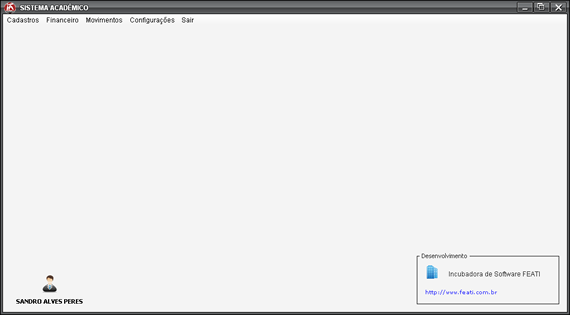 SISTEMA ACADÊMICO
Cadastros Financeiro Movimentos Configurações Sair
Desenvolvimento
Incubadora de Software FEATI
http://www.feati.com.br
SANDRO ALVES PERES